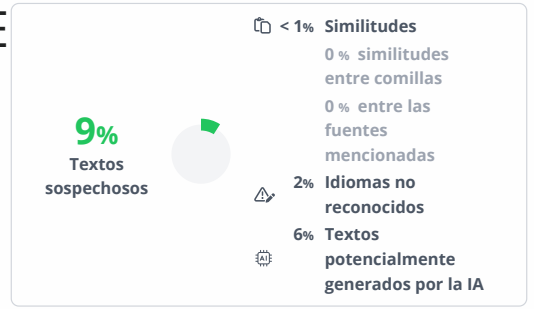 9%
Textos
sospechosos
< 1% Similitudes
0 % similitudes
entre comillas
0 % entre las
fuentes
mencionadas
2% Idiomas no
reconocidos
6% Textos
potencialmente
generados por la IA
AI